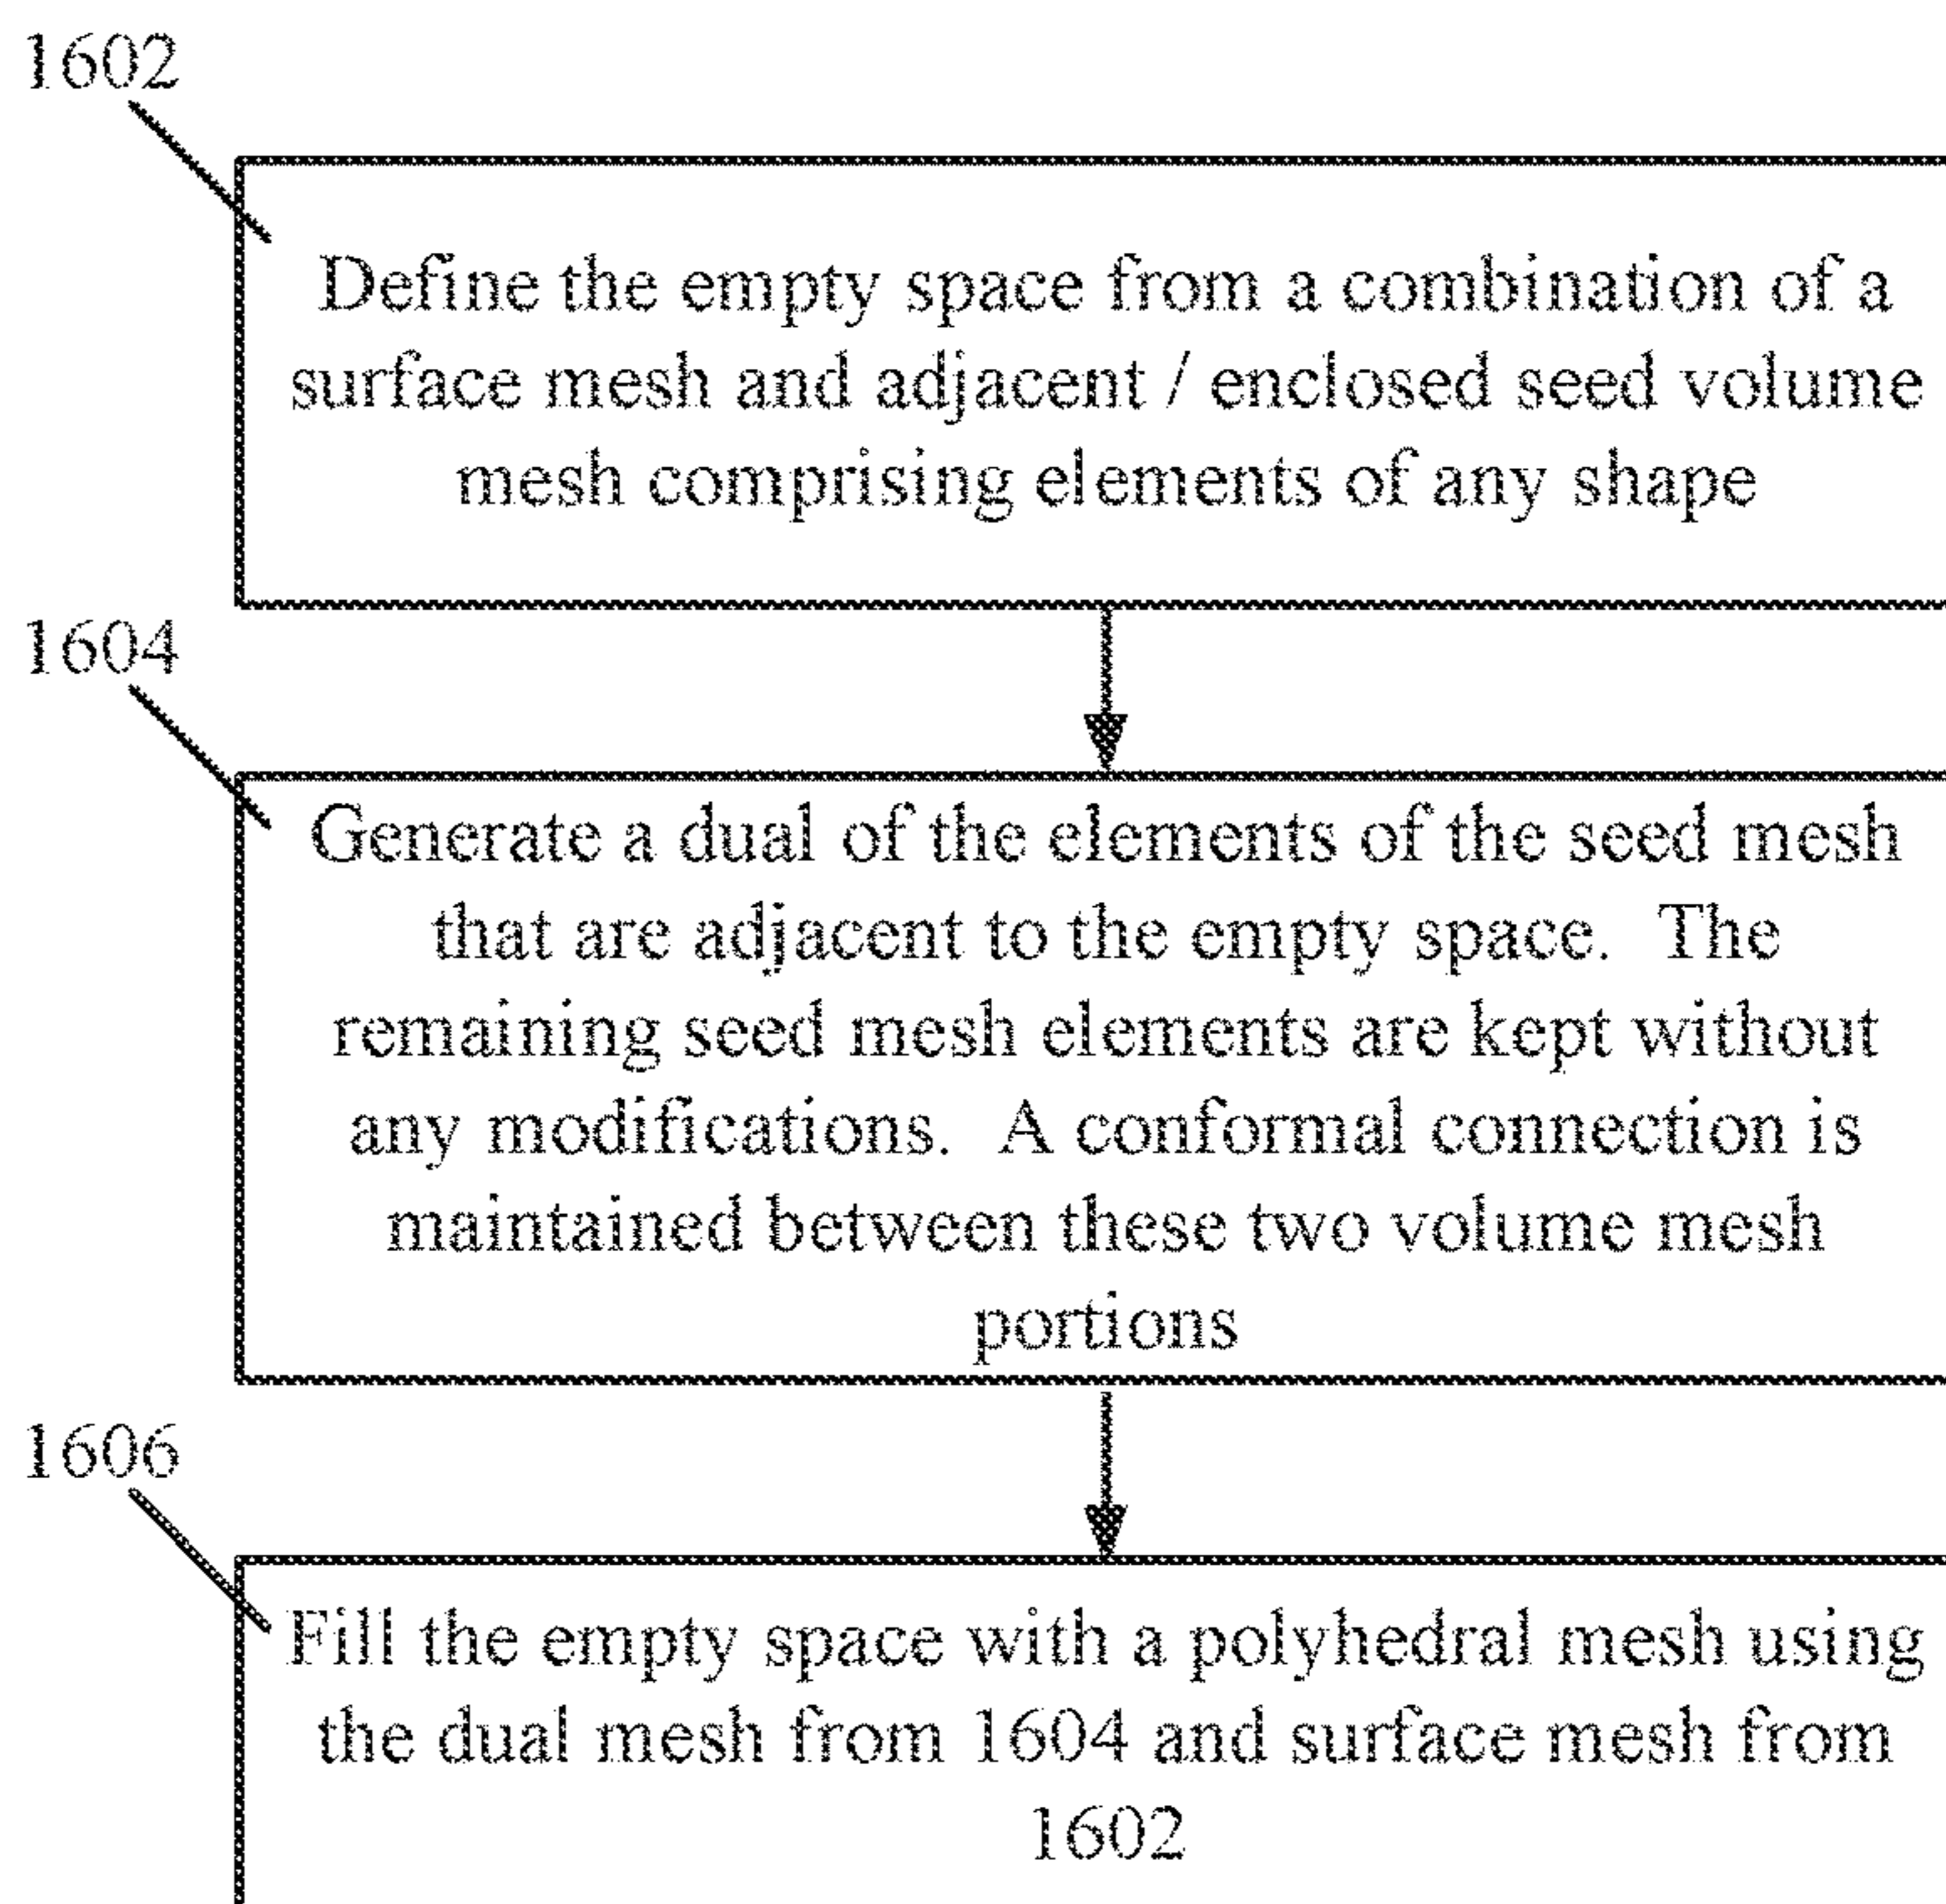 1602
Define the empty space from a combination of a
surface mesh and adjacent / enclosed seed volume
mesh comprising elements of any shape
1604
Generate a dual of the elements of the seed mesh
that are adjacent to the empty space.  The
remaining seed mesh elements are kept without
any modifications.  A conformal connection is
maintained between these two volume mesh
portions
1606
Fill the empty space with a polyhedral mesh using
the dual mesh from 1604 and surface mesh from
1602